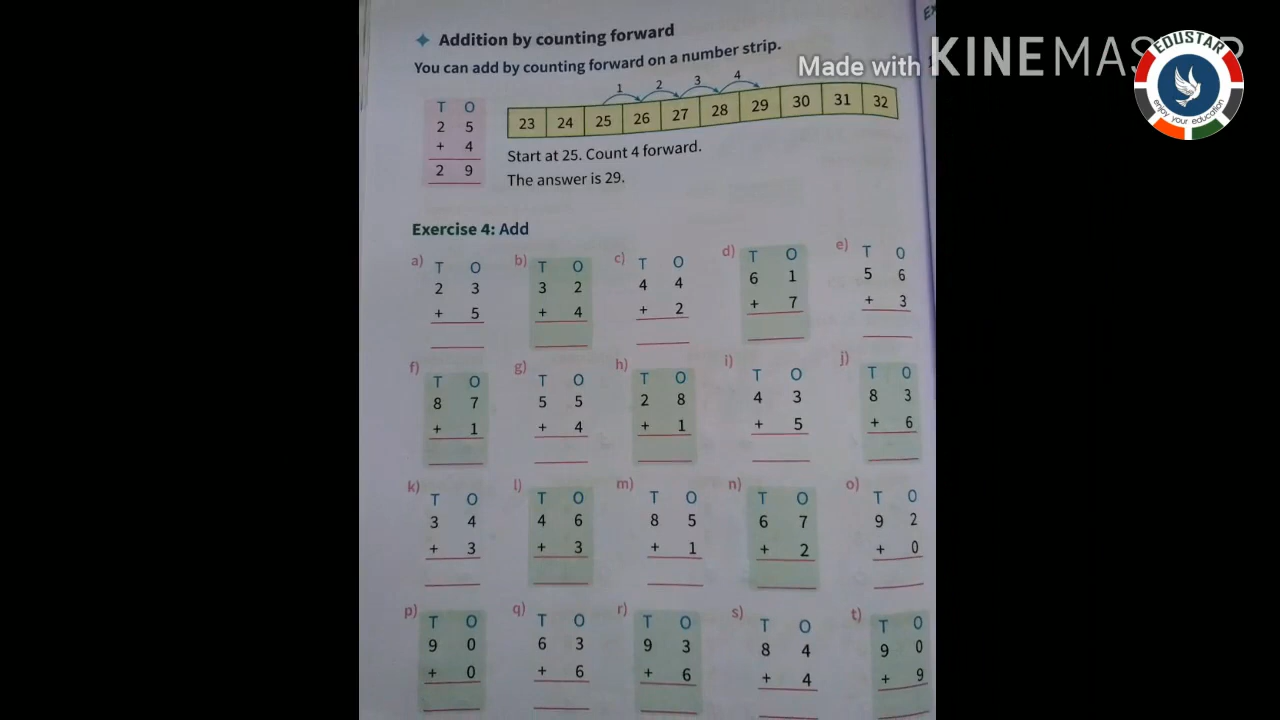 Addition by counting forward
You can add by counting forward on a number strip.
Made with KINEMAS
EDUSTAR
enjoy your education
1 2 3 4
23 24 25 26 27 28 29 30 31 32
T O
2 5
+ 4
2 9
Start at 25. Count 4 forward.
The answer is 29.
Exercise 4: Add
a) b) c) d) e)
T O T O T O T O T O
2 3 3 2 4 4 6 1 5 6
+ 5 + 4 + 2 + 7 + 3
f) g) h) i) j)
T O T O T O T O T O
8 7 5 5 2 8 4 3 8 3
+ 1 + 4 + 1 + 5 + 6
k) l) m) n) o)
T O T O T O T O T O
3 4 4 6 8 5 6 7 9 2
+ 3 + 3 + 1 + 2 + 0
p) q) r) s) t)
T O T O T O T O T O
9 0 6 3 9 3 8 4 9 0
+ 0 + 6 + 6 + 4 + 9